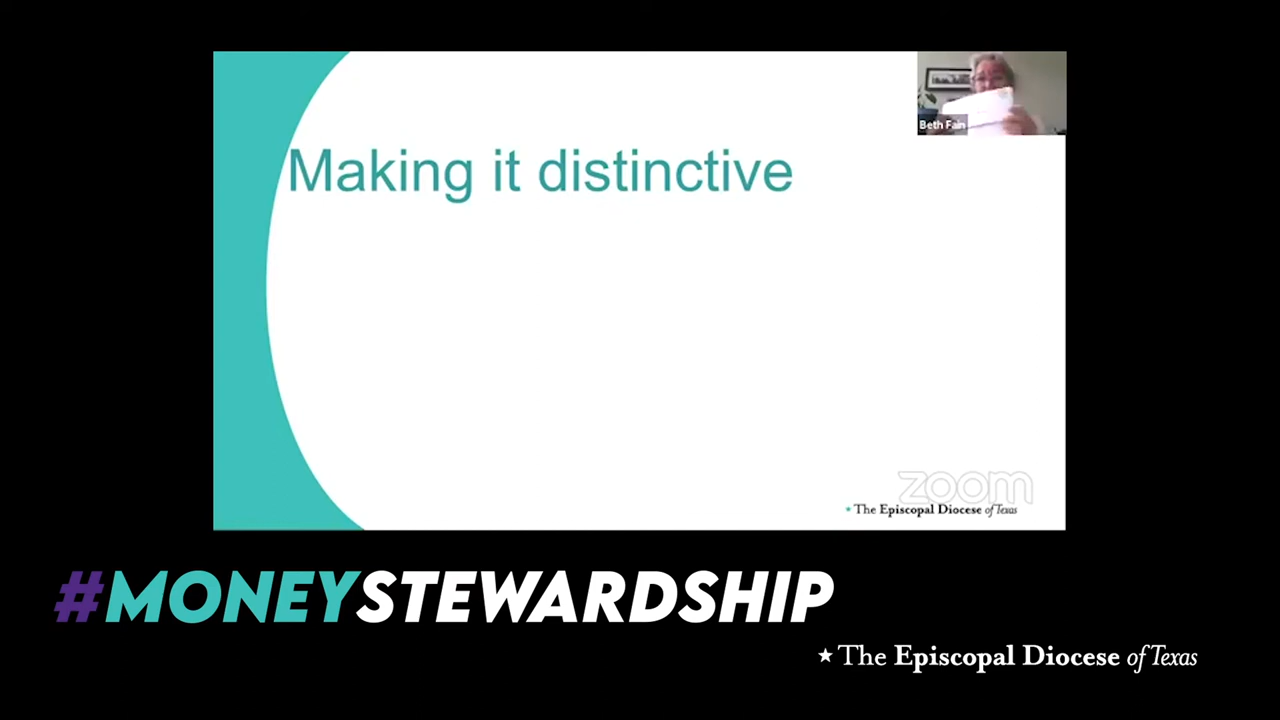 Beth Fain
Making it distinctive
zoom
The Episcopal Diocese of Texas
#MONEYSTEWARDSHIP
The Episcopal Diocese of Texas